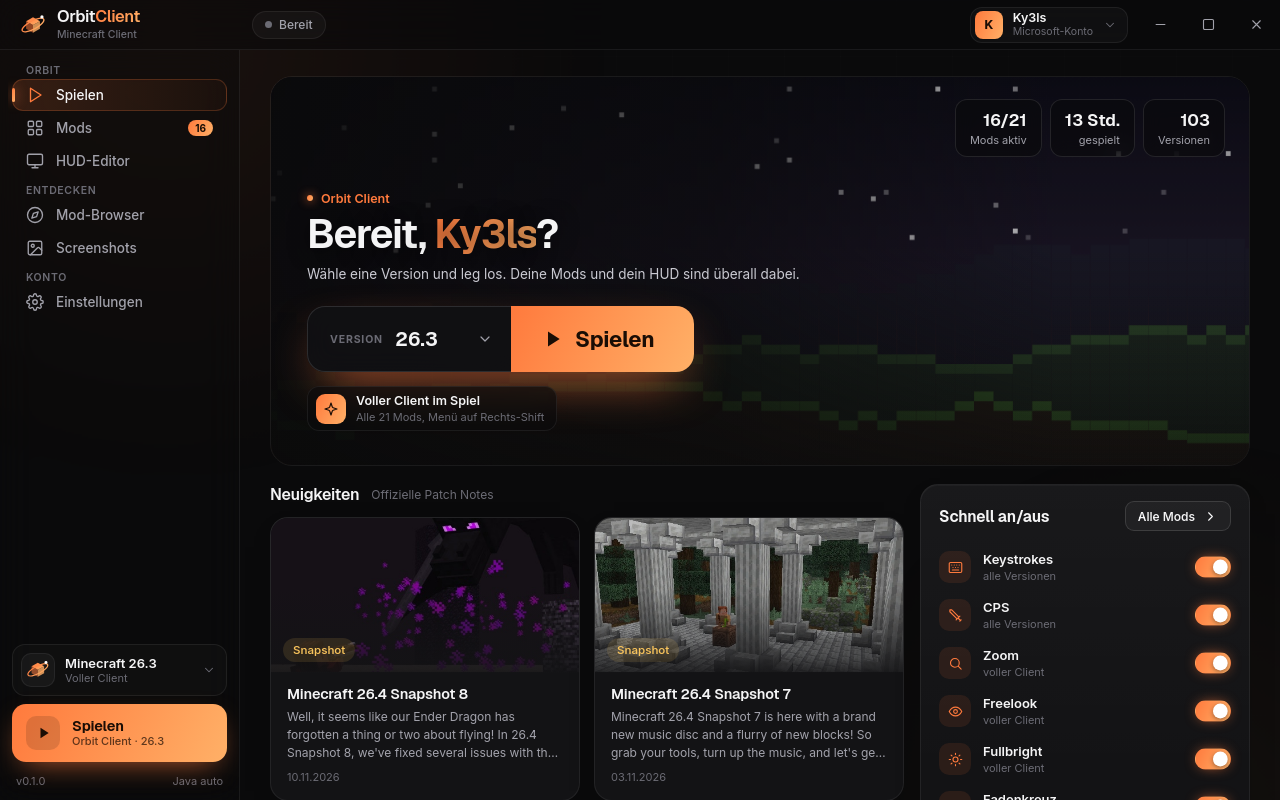 OrbitClient
Minecraft Client
Bereit
K
Ky3ls
Microsoft-Konto
ORBIT
Spielen
Mods
16
HUD-Editor
ENTDECKEN
Mod-Browser
Screenshots
KONTO
Einstellungen
Minecraft 26.3
Voller Client
Spielen
Orbit Client · 26.3
v0.1.0
Java auto
16/21
Mods aktiv
13 Std.
gespielt
103
Versionen
Orbit Client
Bereit, Ky3ls?
Wähle eine Version und leg los. Deine Mods und dein HUD sind überall dabei.
VERSION 26.3
Spielen
Voller Client im Spiel
Alle 21 Mods, Menü auf Rechts-Shift
Neuigkeiten
Offizielle Patch Notes
Snapshot
Minecraft 26.4 Snapshot 8
Well, it seems like our Ender Dragon has
forgotten a thing or two about flying! In 26.4
Snapshot 8, we've fixed several issues with th...
10.11.2026
Snapshot
Minecraft 26.4 Snapshot 7
Minecraft 26.4 Snapshot 7 is here with a brand
new music disc and a flurry of new blocks! So
grab your tools, turn up the music, and let's ge...
03.11.2026
Schnell an/aus
Alle Mods
Keystrokes
alle Versionen
CPS
alle Versionen
Zoom
voller Client
Freelook
voller Client
Fullbright
voller Client
Fadenkreuz